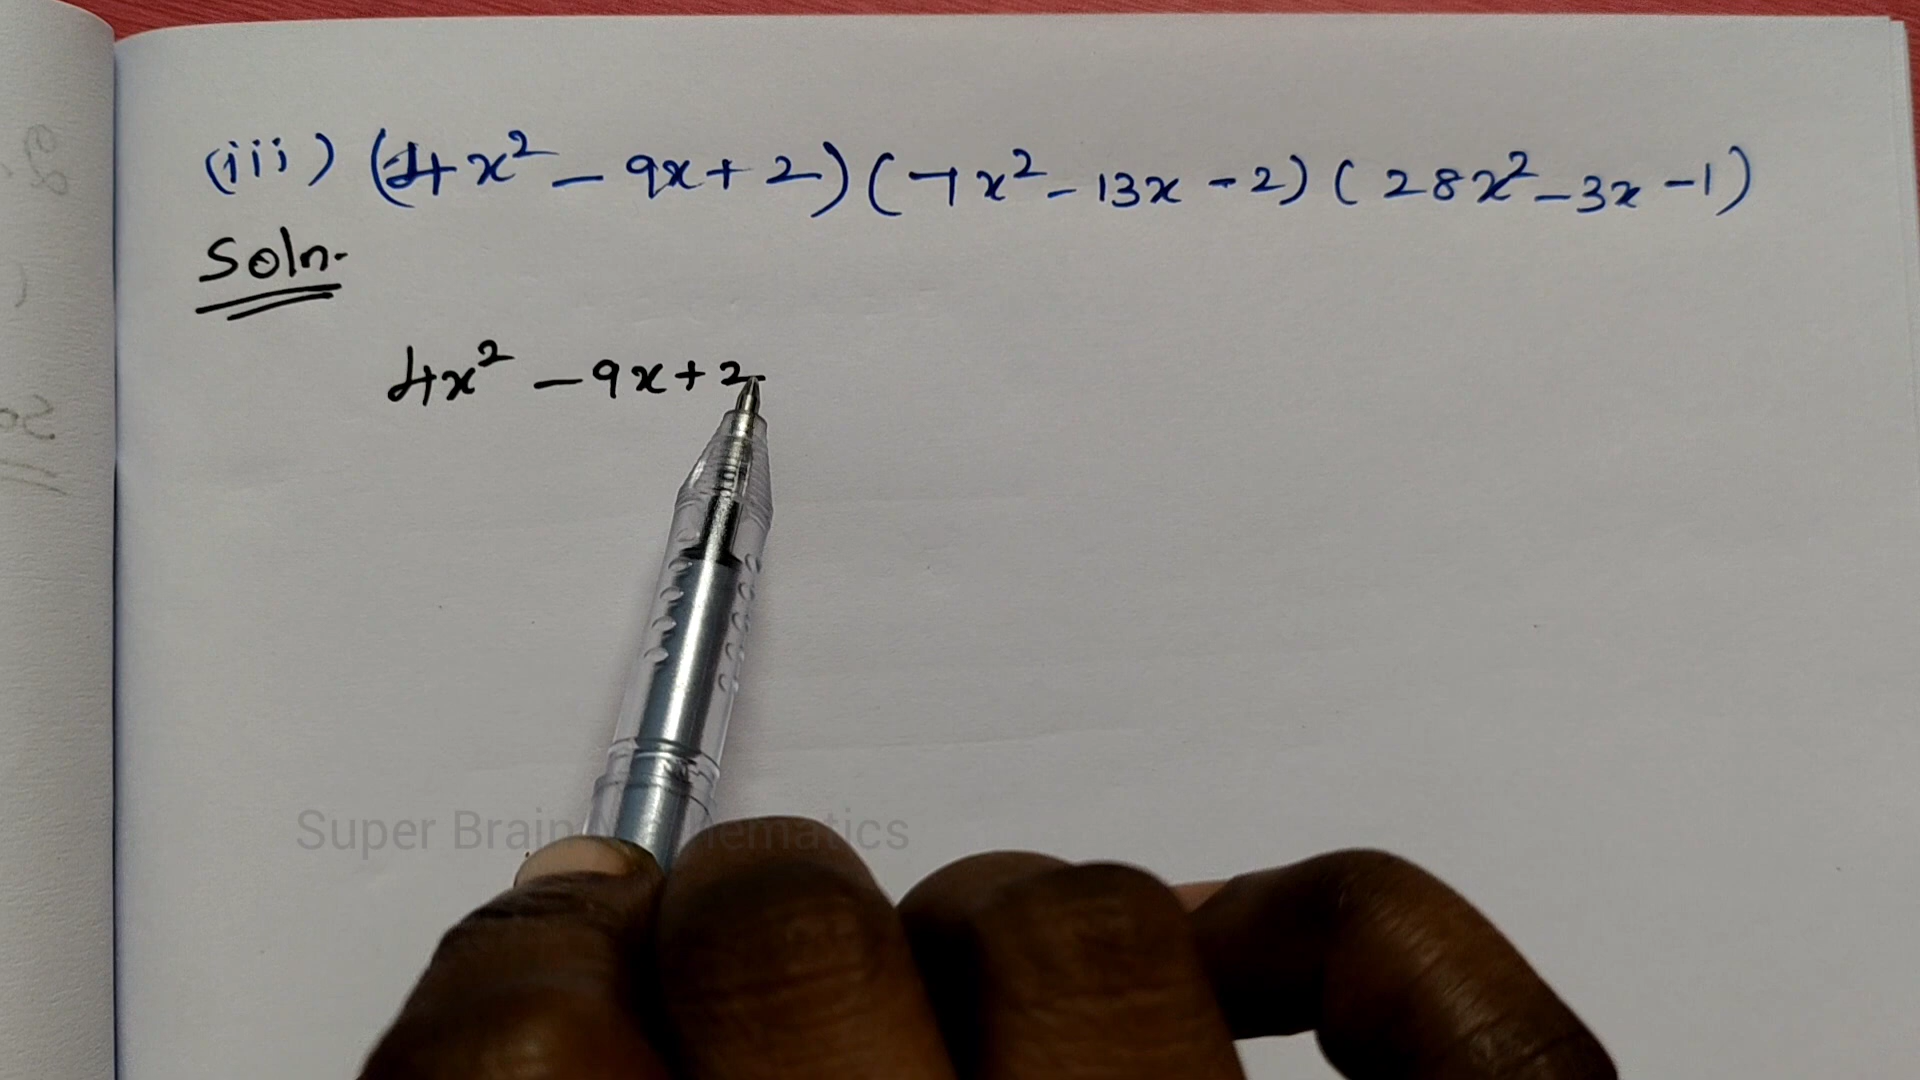 (iii) (4x² - 9x + 2) (7x² - 13x - 2) (28x² - 3x - 1)
Soln.
4x² - 9x + 2
Super Brain Mathematics